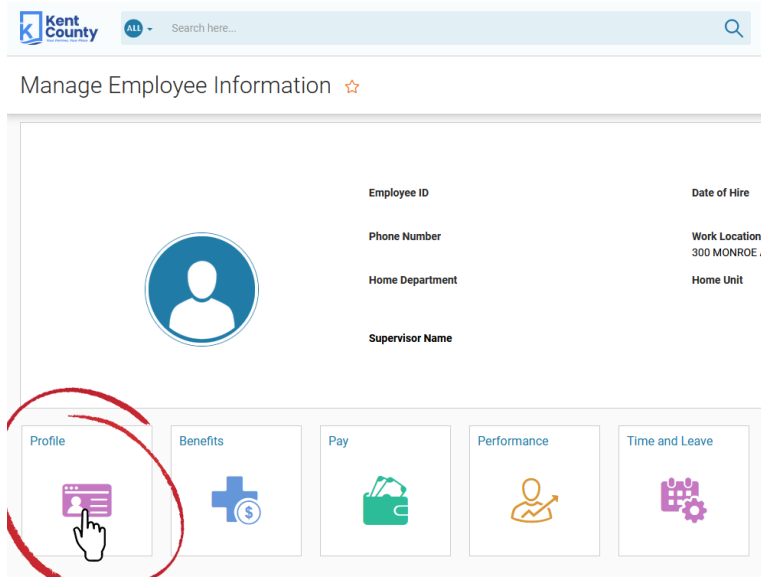 Kent
County
ALL
Search here...
Manage Employee Information
Employee ID
Date of Hire
Phone Number
Work Location
300 MONROE
Home Department
Home Unit
Supervisor Name
Profile
Benefits
Pay
Performance
Time and Leave
$